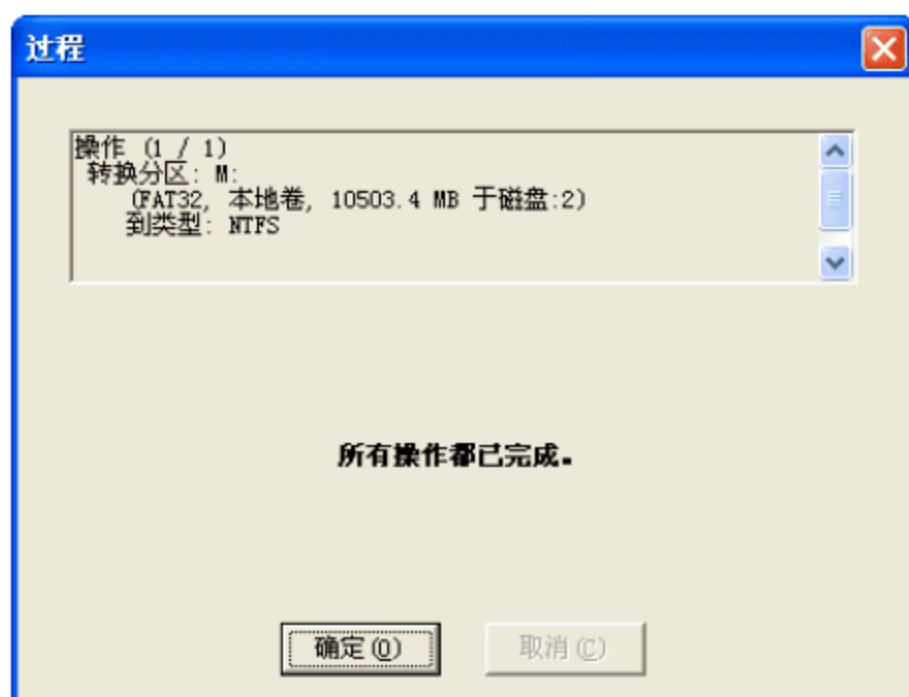 过程
操作 (1 / 1)
转换分区: M:
(FAT32, 本地卷, 10503.4 MB 于磁盘:2)
到类型: NTFS
所有操作都已完成。
确定(O)
取消(C)